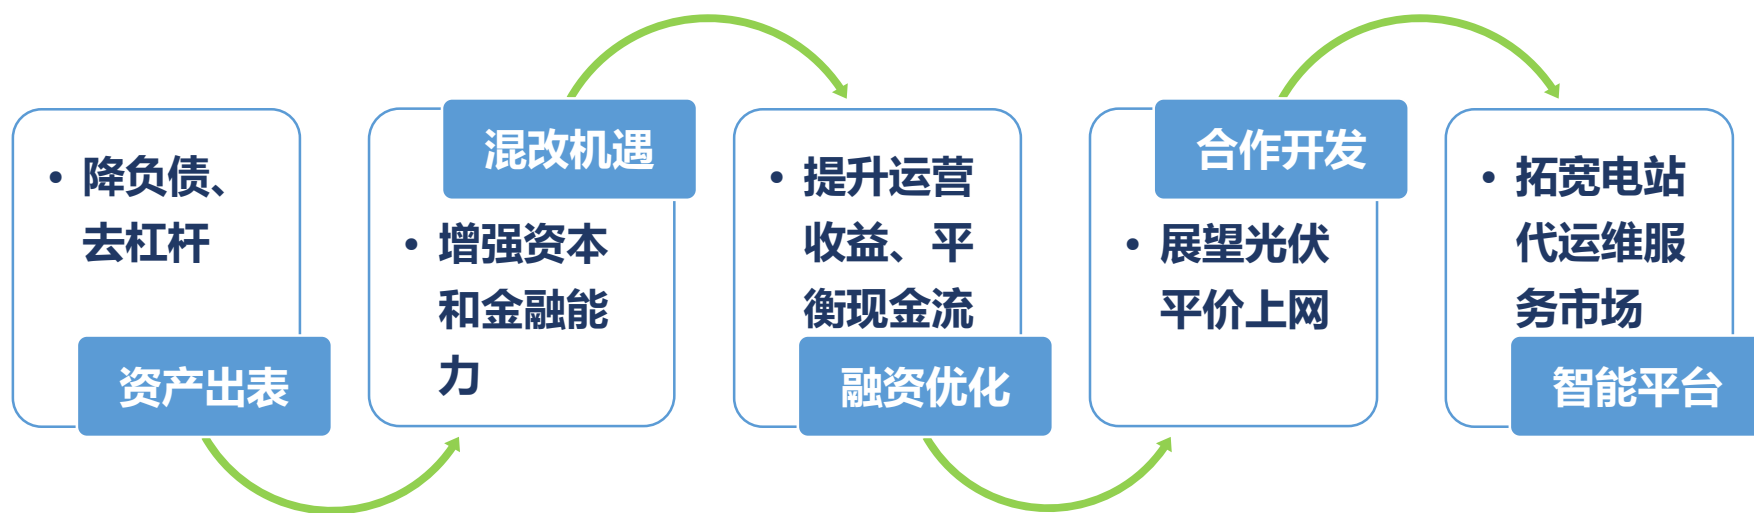 • 降负债、
去杠杆
资产出表
混改机遇
• 增强资本
和金融能
力
• 提升运营
收益、平
衡现金流
融资优化
合作开发
• 展望光伏
平价上网
• 拓宽电站
代运维服
务市场
智能平台